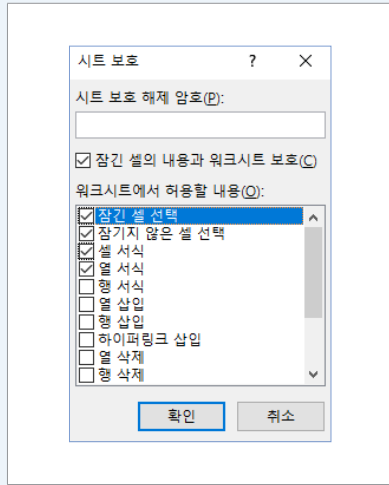 시트 보호 ?
시트 보호 해제 암호(P):
잠긴 셀의 내용과 워크시트 보호(C)
워크시트에서 허용할 내용(O):
잠긴 셀 선택
잠기지 않은 셀 선택
셀 서식
열 서식
행 서식
열 삽입
행 삽입
하이퍼링크 삽입
열 삭제
행 삭제
확인 취소